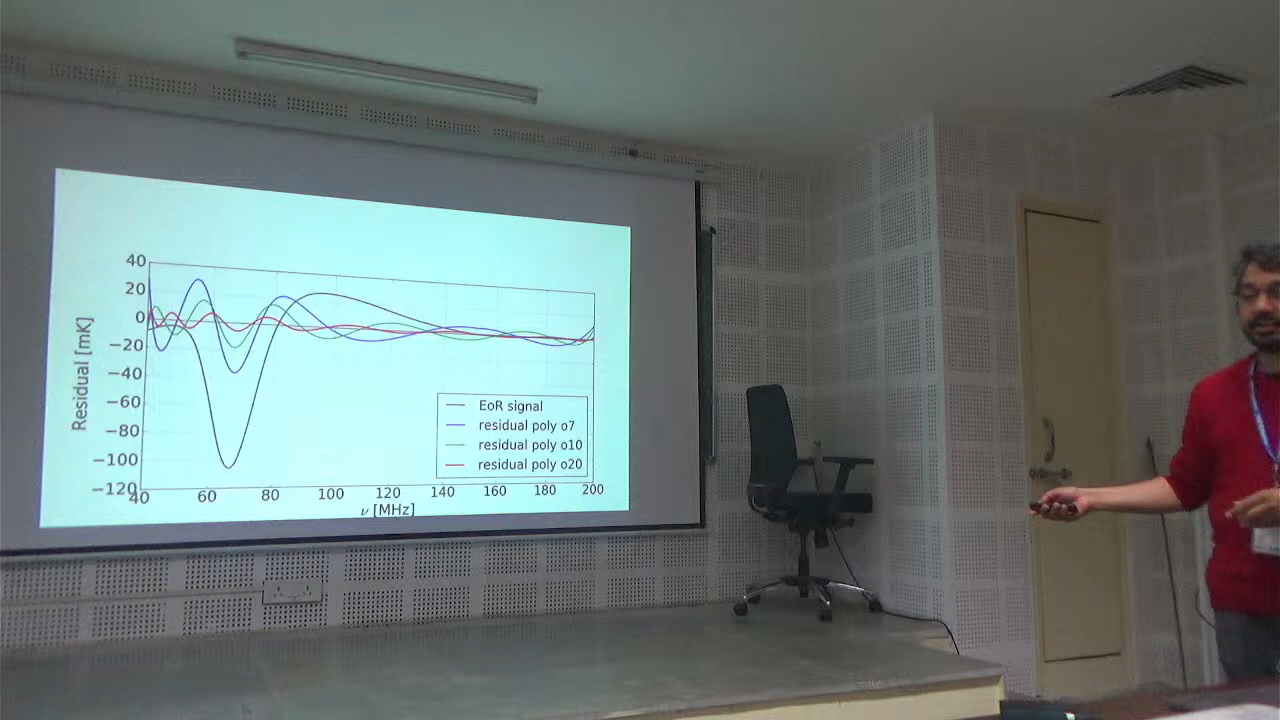 40
20
0
−20
−40
−60
−80
−100
−120
Residual [mK]
40 60 80 100 120 140 160 180 200
ν [MHz]
EoR signal
residual poly o7
residual poly o10
residual poly o20